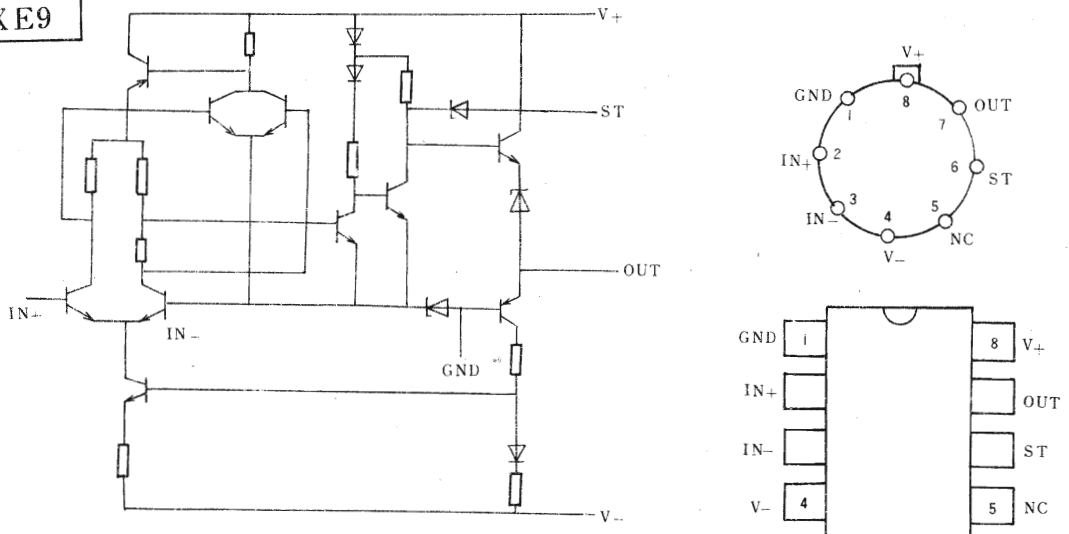 XE9
V+
ST
OUT
IN+
IN-
GND
V-
V+
8
GND
1
OUT
7
IN+
2
6
ST
3
IN-
4
V-
5
NC
GND
1
8
V+
IN+
OUT
IN-
ST
V-
4
5
NC